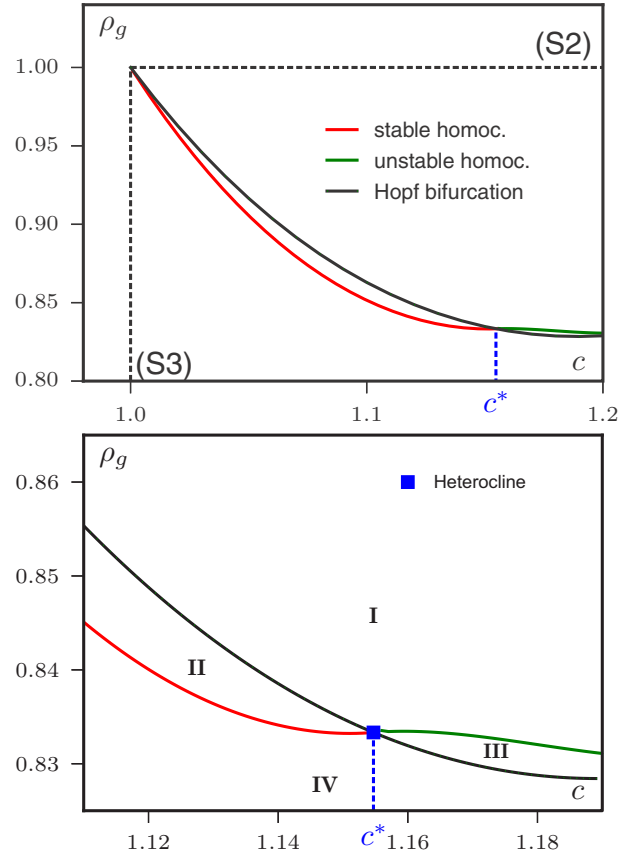 ρ_g
(S2)
1.00
stable homoc.
0.95
unstable homoc.
Hopf bifurcation
0.90
0.85
(S3)
c
0.80
1.0
1.1
c*
1.2
ρ_g
0.86
Heterocline
0.85
I
II
0.84
III
0.83
IV
c
1.12
1.14
c*
1.16
1.18